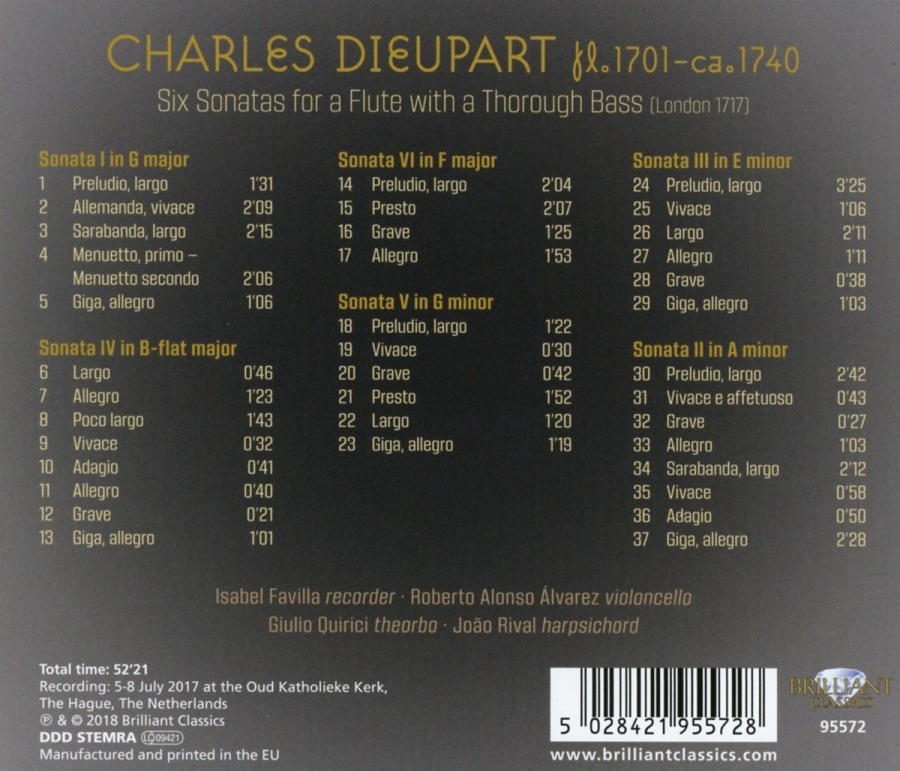 CHARLES DIEUPART fl.1701–ca.1740
Six Sonatas for a Flute with a Thorough Bass (London 1717)
Sonata I in G major
1 Preludio, largo 1'31
2 Allemanda, vivace 2'09
3 Sarabanda, largo 2'15
4 Menuetto, primo –
Menuetto secondo 2'06
5 Giga, allegro 1'06
Sonata IV in B-flat major
6 Largo 0'46
7 Allegro 1'23
8 Poco largo 1'43
9 Vivace 0'32
10 Adagio 0'41
11 Allegro 0'40
12 Grave 0'21
13 Giga, allegro 1'01
Sonata VI in F major
14 Preludio, largo 2'04
15 Presto 2'07
16 Grave 1'25
17 Allegro 1'53
Sonata V in G minor
18 Preludio, largo 1'22
19 Vivace 0'30
20 Grave 0'42
21 Presto 1'52
22 Largo 1'20
23 Giga, allegro 1'19
Sonata III in E minor
24 Preludio, largo 3'25
25 Vivace 1'06
26 Largo 2'11
27 Allegro 1'11
28 Grave 0'38
29 Giga, allegro 1'03
Sonata II in A minor
30 Preludio, largo 2'42
31 Vivace e affetuoso 0'43
32 Grave 0'27
33 Allegro 1'03
34 Sarabanda, largo 2'12
35 Vivace 0'58
36 Adagio 0'50
37 Giga, allegro 2'28
Isabel Favilla recorder · Roberto Alonso Álvarez violoncello
Giulio Quirici theorbo · João Rival harpsichord
Total time: 52'21
Recording: 5-8 July 2017 at the Oud Katholieke Kerk,
The Hague, The Netherlands
℗ & © 2018 Brilliant Classics
DDD STEMRA LC 09421
Manufactured and printed in the EU
5 028421 955728
www.brilliantclassics.com
BRILLIANT
CLASSICS
95572